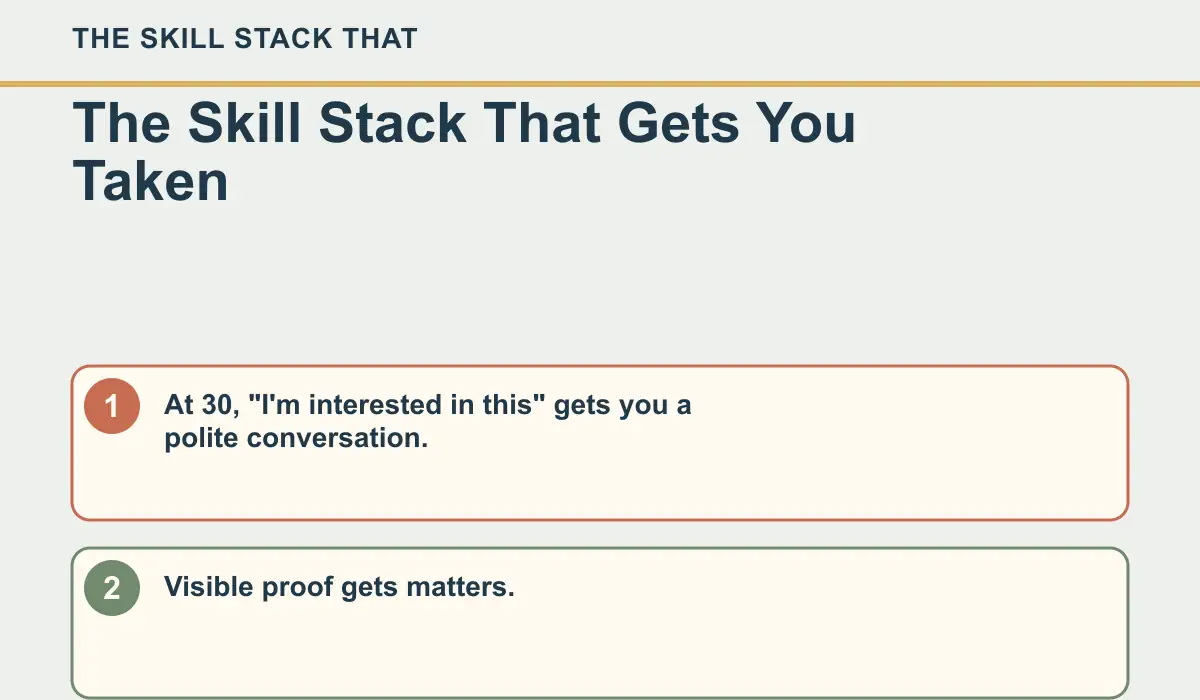 THE SKILL STACK THAT
The Skill Stack That Gets You
Taken
1
At 30, "I'm interested in this" gets you a
polite conversation.
2
Visible proof gets matters.